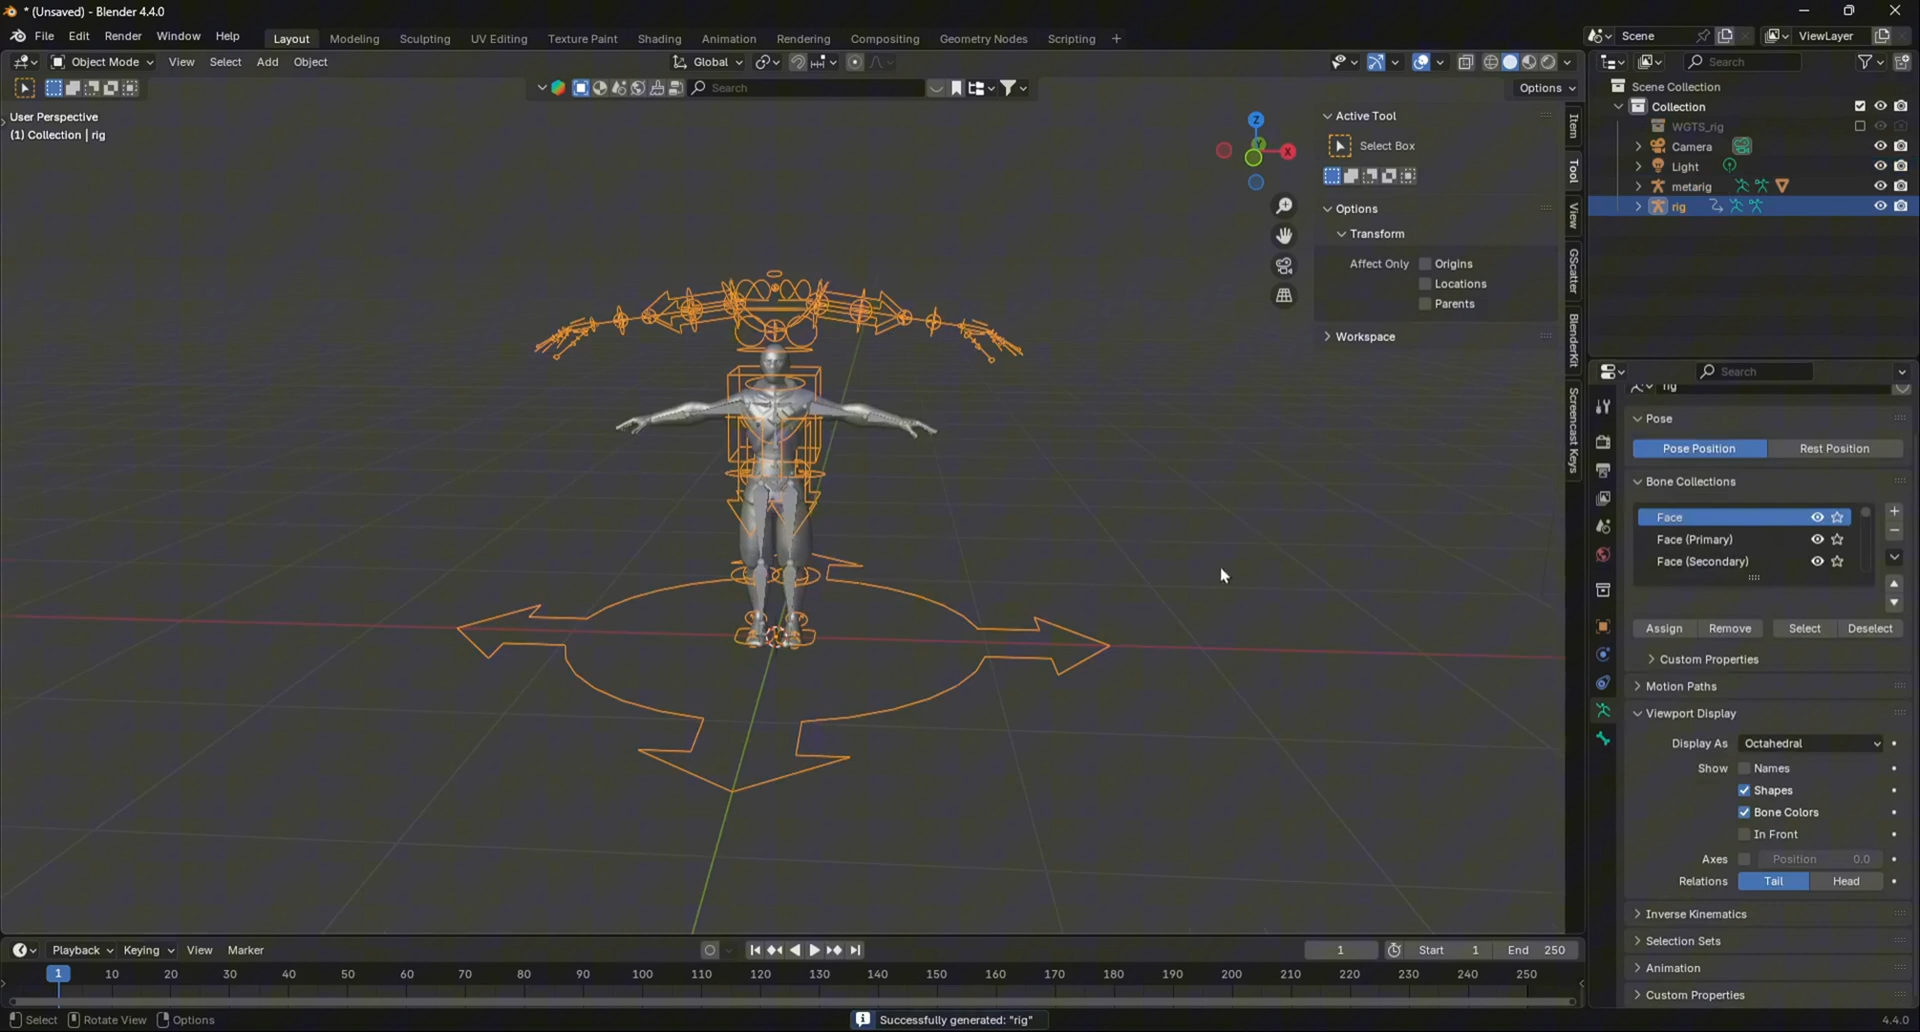 * (Unsaved) - Blender 4.4.0
File Edit Render Window Help
Layout Modeling Sculpting UV Editing Texture Paint Shading Animation Rendering Compositing Geometry Nodes Scripting +
Scene
ViewLayer
Object Mode View Select Add Object
Global
Search
Search
Options
User Perspective
(1) Collection | rig
Z
X
Active Tool
Select Box
Options
Transform
Affect Only Origins
Locations
Parents
Workspace
Item
Tool
View
GScatter
BlenderKit
Screencast Keys
Scene Collection
Collection
WGTS_rig
Camera
Light
metarig
rig
Search
rig
Pose
Pose Position Rest Position
Bone Collections
Face
Face (Primary)
Face (Secondary)
Assign Remove Select Deselect
Custom Properties
Motion Paths
Viewport Display
Display As Octahedral
Show Names
Shapes
Bone Colors
In Front
Axes Position 0.0
Relations Tail Head
Inverse Kinematics
Selection Sets
Animation
Custom Properties
Playback Keying View Marker
1 Start 1 End 250
1 10 20 30 40 50 60 70 80 90 100 110 120 130 140 150 160 170 180 190 200 210 220 230 240 250
Select Rotate View Options
Successfully generated: "rig"
4.4.0